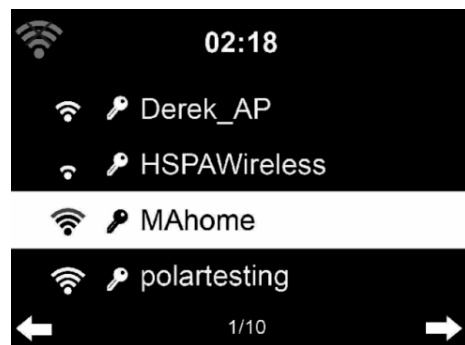 02:18
Derek_AP
HSPAWireless
MAhome
polartesting
1/10